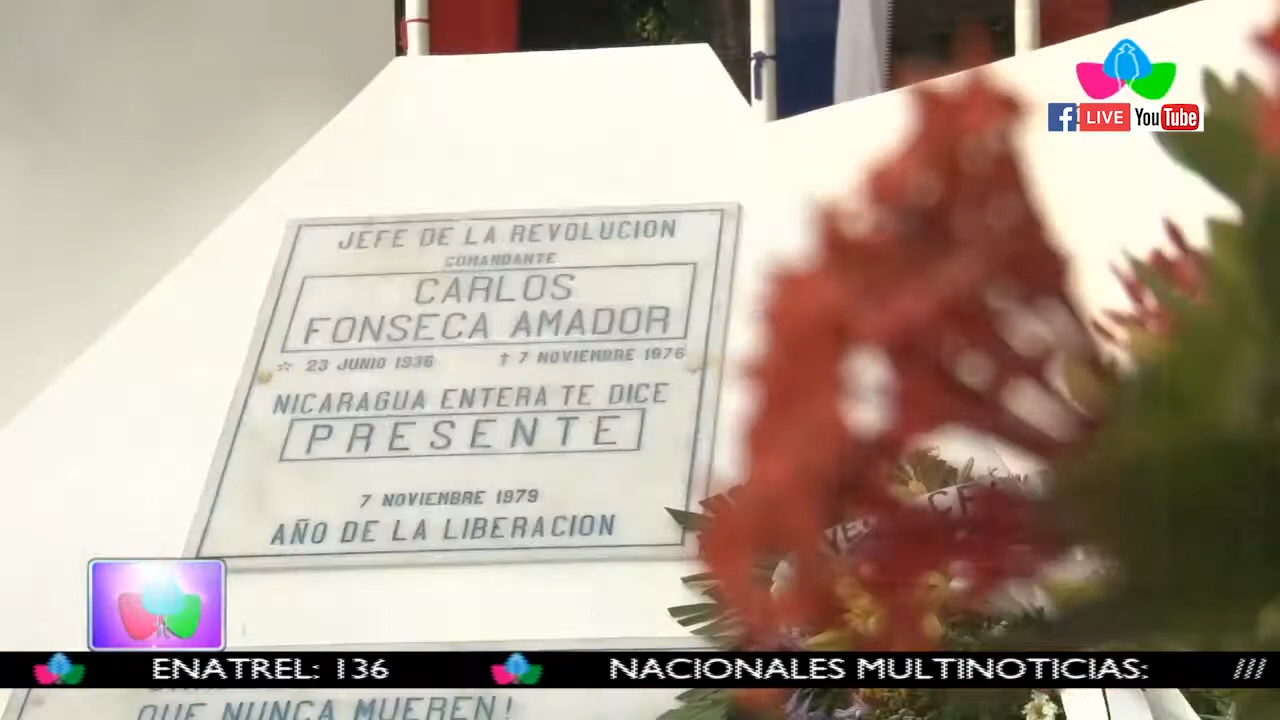 f LIVE YouTube
JEFE DE LA REVOLUCION
COMANDANTE
CARLOS
FONSECA AMADOR
☆ 23 JUNIO 1936 † 7 NOVIEMBRE 1976
NICARAGUA ENTERA TE DICE
PRESENTE
7 NOVIEMBRE 1979
AÑO DE LA LIBERACION
ENATREL: 136 NACIONALES MULTINOTICIAS: ///
QUE NUNCA MUEREN!